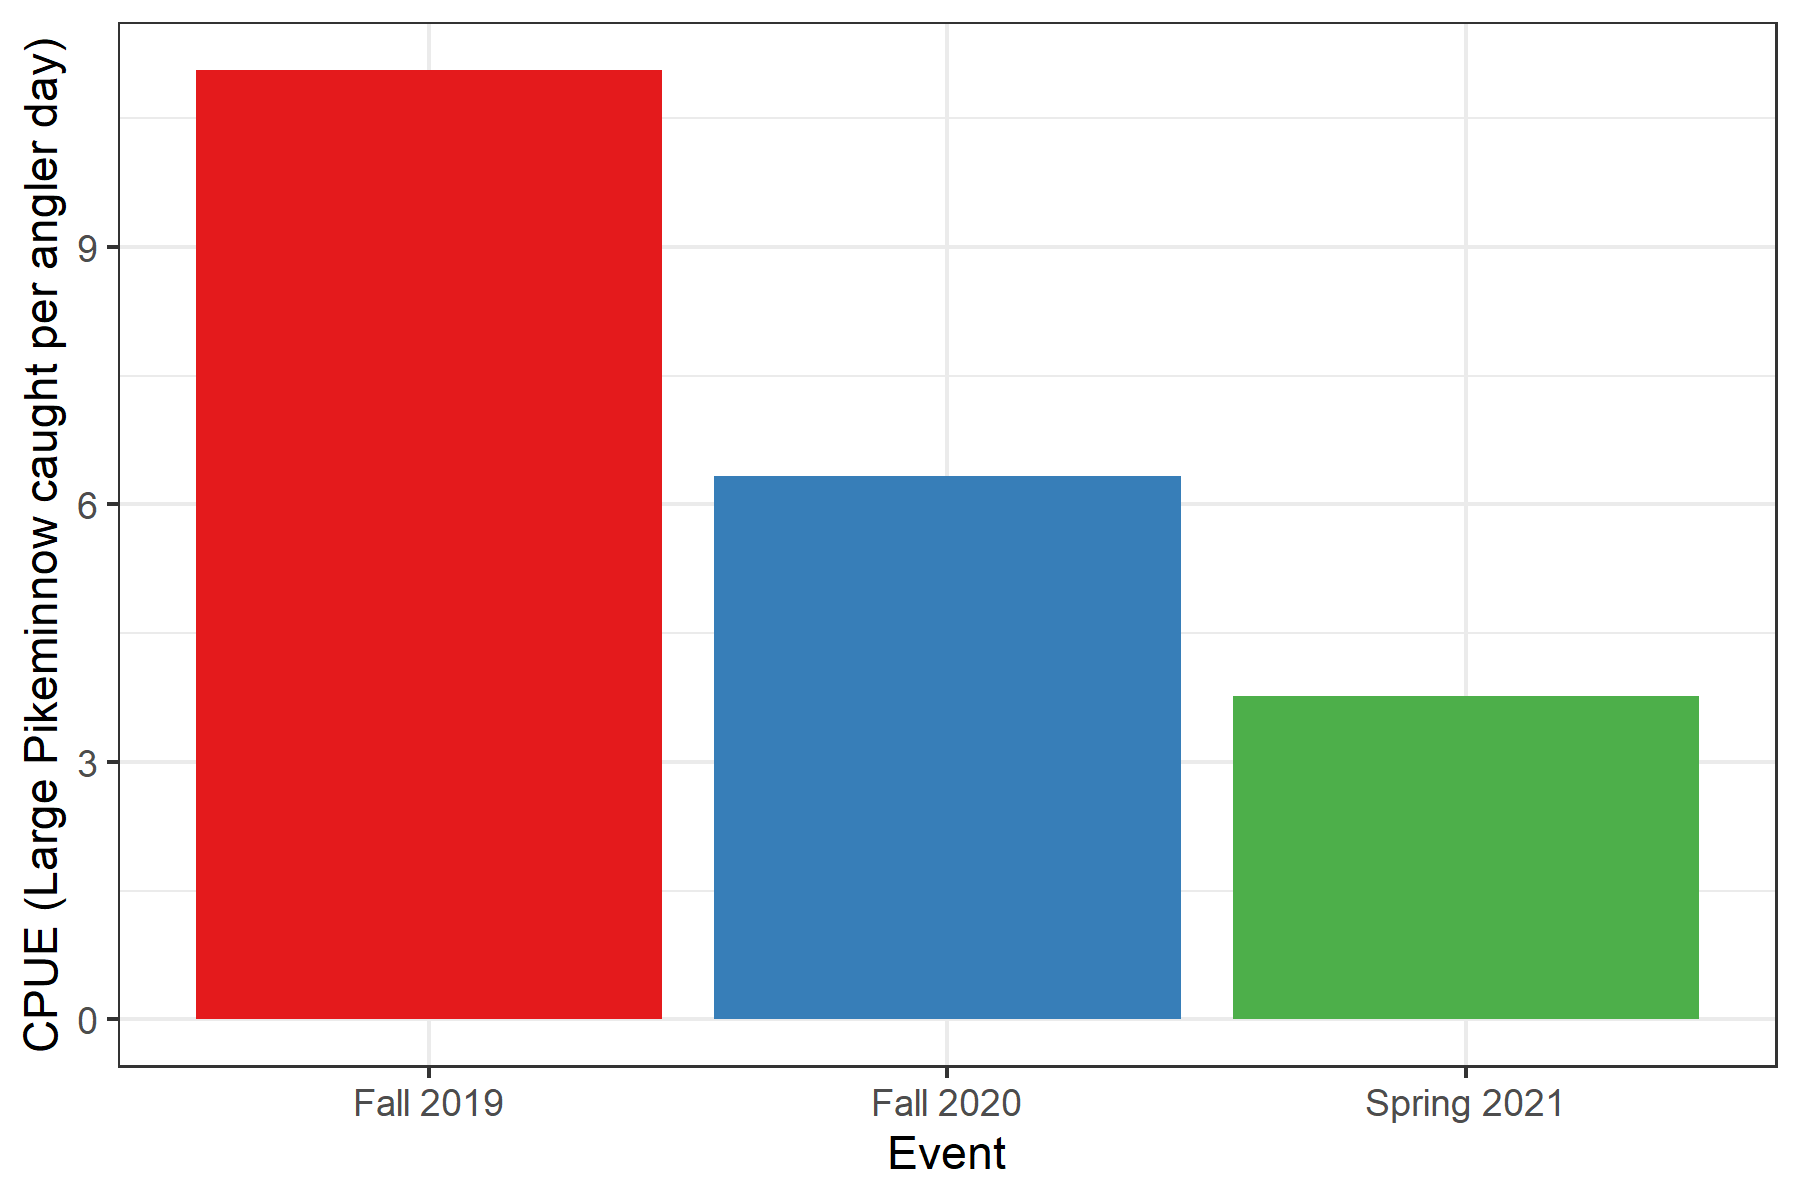 CPUE (Large Pikeminnow caught per angler day)
9
6
3
0
Fall 2019
Fall 2020
Spring 2021
Event